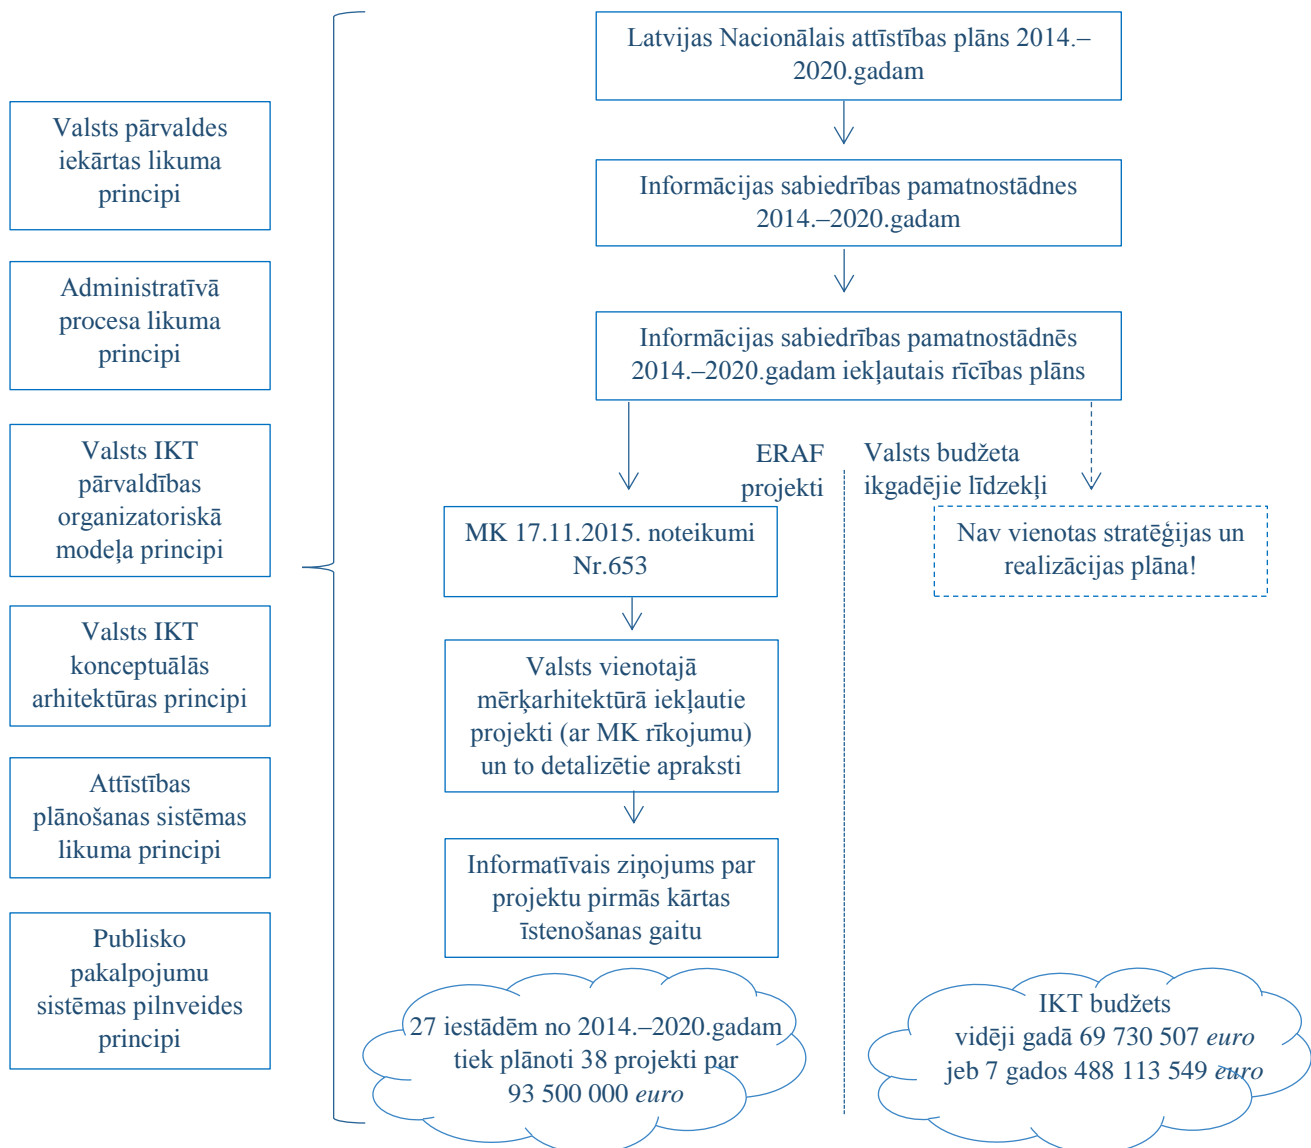 Valsts pārvaldes
iekārtas likuma
principi
Administratīvā
procesa likuma
principi
Valsts IKT
pārvaldības
organizatoriskā
modeļa principi
Valsts IKT
konceptuālās
arhitektūras principi
Attīstības
plānošanas sistēmas
likuma principi
Publisko
pakalpojumu
sistēmas pilnveides
principi
Latvijas Nacionālais attīstības plāns 2014.–
2020.gadam
Informācijas sabiedrības pamatnostādnes
2014.–2020.gadam
Informācijas sabiedrības pamatnostādnēs
2014.–2020.gadam iekļautais rīcības plāns
ERAF
projekti
Valsts budžeta
ikgadējie līdzekļi
MK 17.11.2015. noteikumi
Nr.653
Nav vienotas stratēģijas un
realizācijas plāna!
Valsts vienotajā
mērķarhitektūrā iekļautie
projekti (ar MK rīkojumu)
un to detalizētie apraksti
Informatīvais ziņojums par
projektu pirmās kārtas
īstenošanas gaitu
27 iestādēm no 2014.–2020.gadam
tiek plānoti 38 projekti par
93 500 000 euro
IKT budžets
vidēji gadā 69 730 507 euro
jeb 7 gados 488 113 549 euro